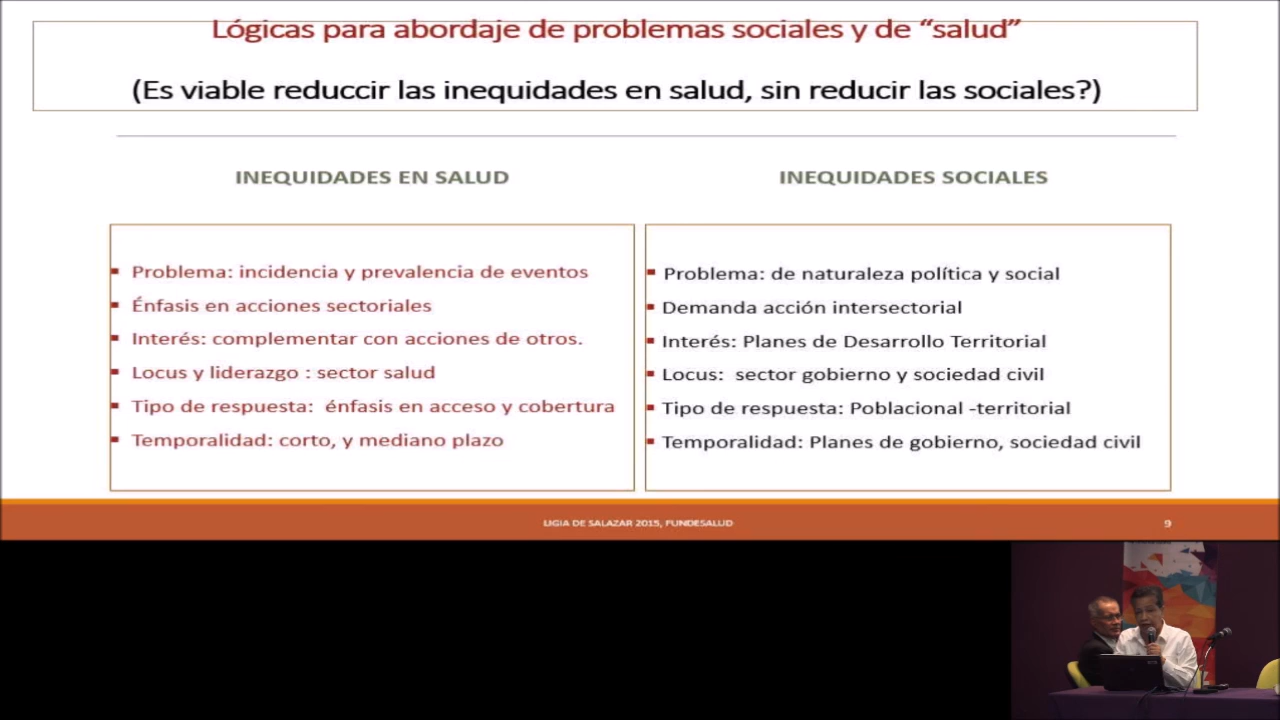 Lógicas para abordaje de problemas sociales y de “salud”
(Es viable reduccir las inequidades en salud, sin reducir las sociales?)
INEQUIDADES EN SALUD
▪ Problema: incidencia y prevalencia de eventos
▪ Énfasis en acciones sectoriales
▪ Interés: complementar con acciones de otros.
▪ Locus y liderazgo : sector salud
▪ Tipo de respuesta: énfasis en acceso y cobertura
▪ Temporalidad: corto, y mediano plazo
INEQUIDADES SOCIALES
▪ Problema: de naturaleza política y social
▪ Demanda acción intersectorial
▪ Interés: Planes de Desarrollo Territorial
▪ Locus: sector gobierno y sociedad civil
▪ Tipo de respuesta: Poblacional -territorial
▪ Temporalidad: Planes de gobierno, sociedad civil
LIGIA DE SALAZAR 2015, FUNDESALUD
9